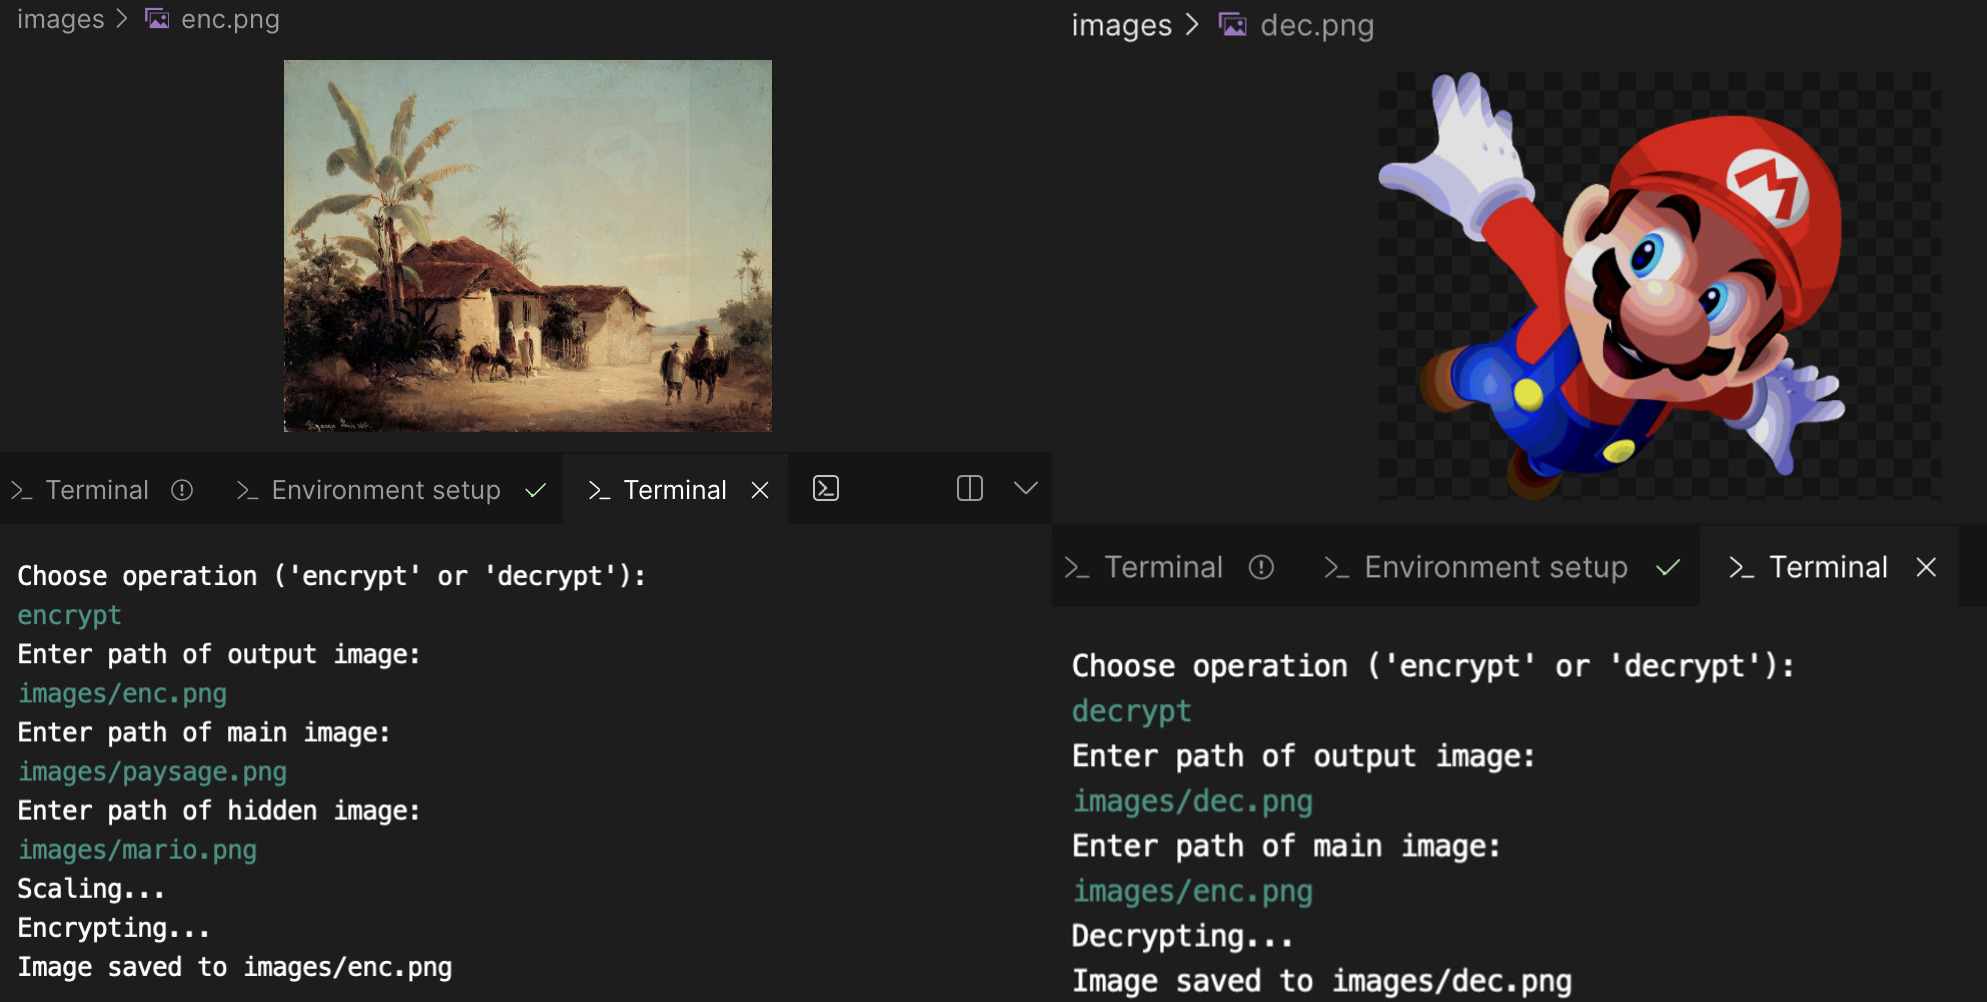 images > enc.png
Terminal
Environment setup
Terminal
Choose operation ('encrypt' or 'decrypt'):
encrypt
Enter path of output image:
images/enc.png
Enter path of main image:
images/paysage.png
Enter path of hidden image:
images/mario.png
Scaling...
Encrypting...
Image saved to images/enc.png
images > dec.png
M
Terminal
Environment setup
Terminal
Choose operation ('encrypt' or 'decrypt'):
decrypt
Enter path of output image:
images/dec.png
Enter path of main image:
images/enc.png
Decrypting...
Image saved to images/dec.png